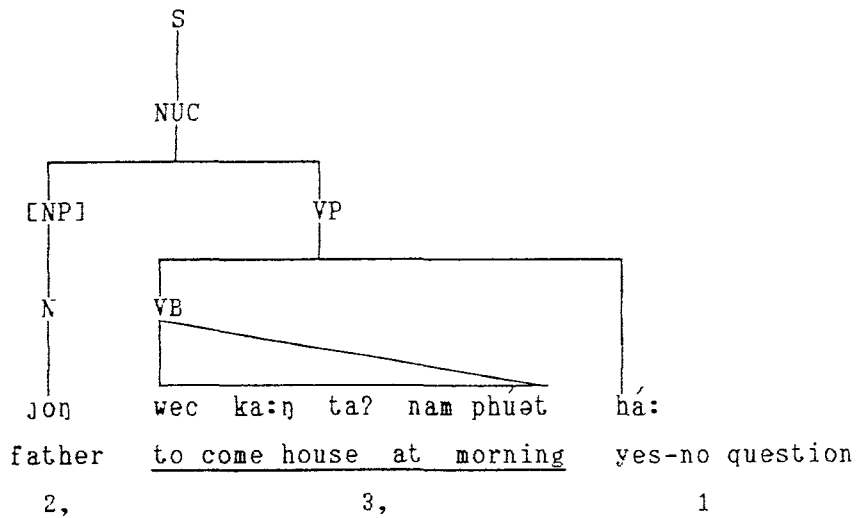 S
NUC
[NP] VP
N VB
ɟoŋ wec ka:ŋ taʔ nam phúət há:
father to come house at morning yes-no question
2, 3, 1